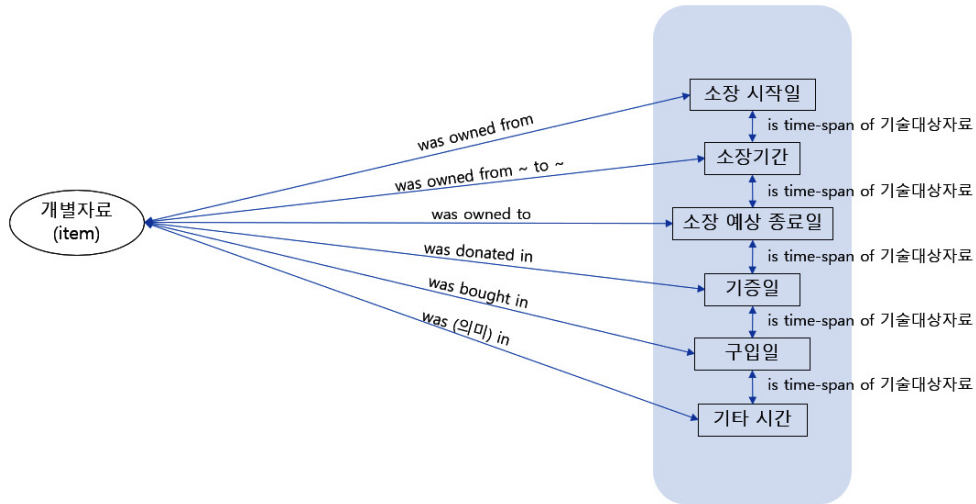 소장 시작일
was owned from
is time-span of 기술대상자료
소장기간
was owned from ~ to ~
is time-span of 기술대상자료
개별자료
(item)
was owned to
소장 예상 종료일
is time-span of 기술대상자료
was donated in
기증일
was bought in
is time-span of 기술대상자료
was (의미) in
구입일
is time-span of 기술대상자료
기타 시간